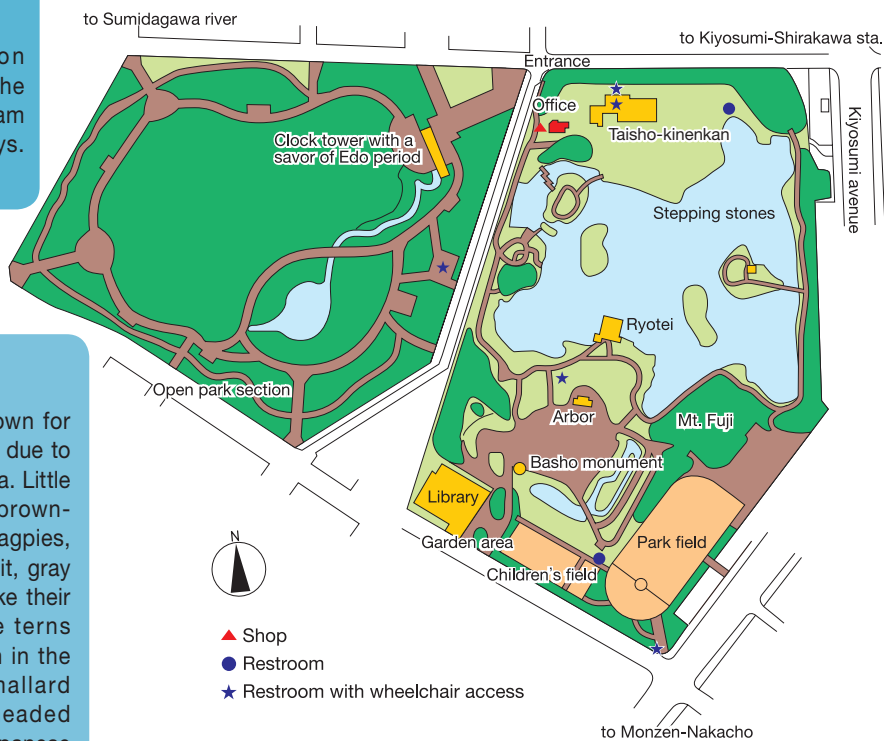 on
he
am
ys.
own for
due to
a. Little
brown-
agpies,
it, gray
ke their
e terns
n in the
allard
eaded
to Sumidagawa river
to Kiyosumi-Shirakawa sta.
Entrance
Office
Taisho-kinenkan
Kiyosumi avenue
Clock tower with a
savor of Edo period
Stepping stones
Ryotei
Open park section
Arbor
Mt. Fuji
Basho monument
Library
Garden area
Park field
Children's field
N
Shop
Restroom
Restroom with wheelchair access
to Monzen-Nakacho